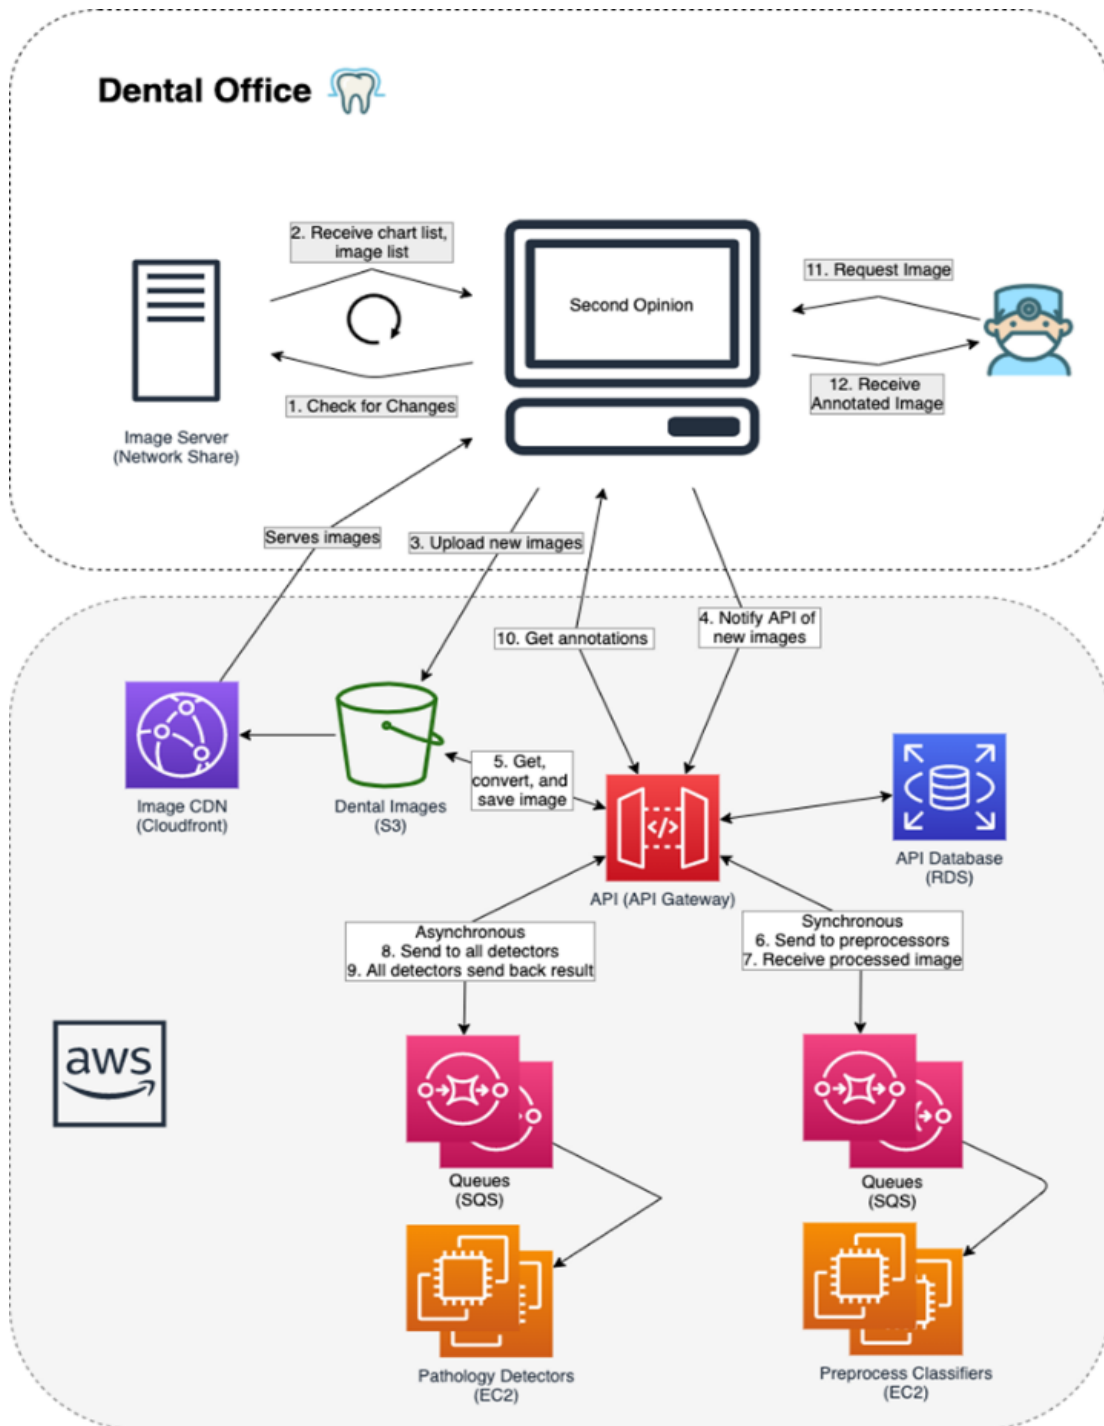 Dental Office
2. Receive chart list,
image list
11. Request Image
Second Opinion
12. Receive
Annotated Image
1. Check for Changes
Image Server
(Network Share)
Serves images
3. Upload new images
4. Notify API of
new images
10. Get annotations
5. Get,
convert, and
save image
</>
Image CDN
(Cloudfront)
Dental Images
(S3)
API Database
(RDS)
API (API Gateway)
Asynchronous
8. Send to all detectors
9. All detectors send back result
Synchronous
6. Send to preprocessors
7. Receive processed image
aws
Queues
(SQS)
Queues
(SQS)
Pathology Detectors
(EC2)
Preprocess Classifiers
(EC2)